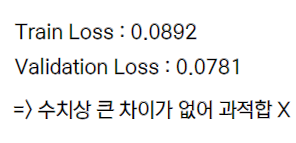 Train Loss : 0.0892
Validation Loss : 0.0781
=> 수치상 큰 차이가 없어 과적합 X